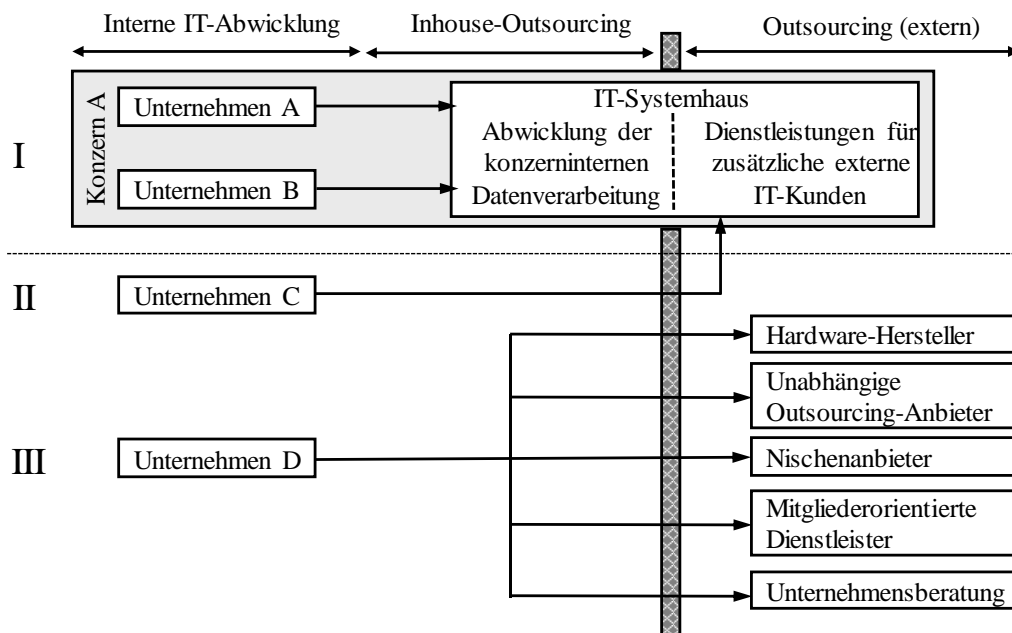 Interne IT-Abwicklung
Inhouse-Outsourcing
Outsourcing (extern)
I
Konzern A
Unternehmen A
Unternehmen B
IT-Systemhaus
Abwicklung der
konzerninternen
Datenverarbeitung
Dienstleistungen für
zusätzliche externe
IT-Kunden
II
Unternehmen C
III
Unternehmen D
Hardware-Hersteller
Unabhängige
Outsourcing-Anbieter
Nischenanbieter
Mitgliederorientierte
Dienstleister
Unternehmensberatung